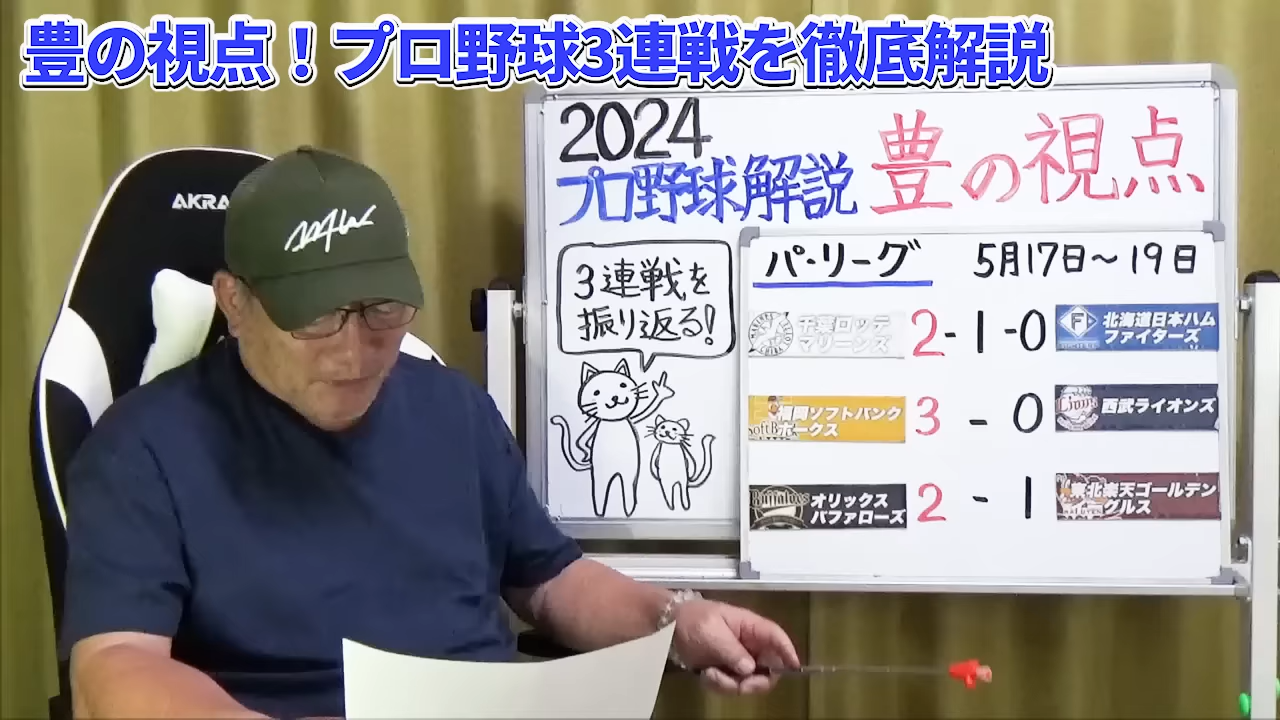 豊の視点！プロ野球3連戦を徹底解説
2024
プロ野球解説 豊の視点
AKRA
3連戦を
振り返る!
パ・リーグ 5月17日～19日
千葉ロッテ
マリーンズ
2-1-0
北海道日本ハム
ファイターズ
福岡ソフトバンク
ホークス
3-0
Lions
西武ライオンズ
Buffaloes
オリックス
バファローズ
2-1
東北楽天ゴールデン
グルス